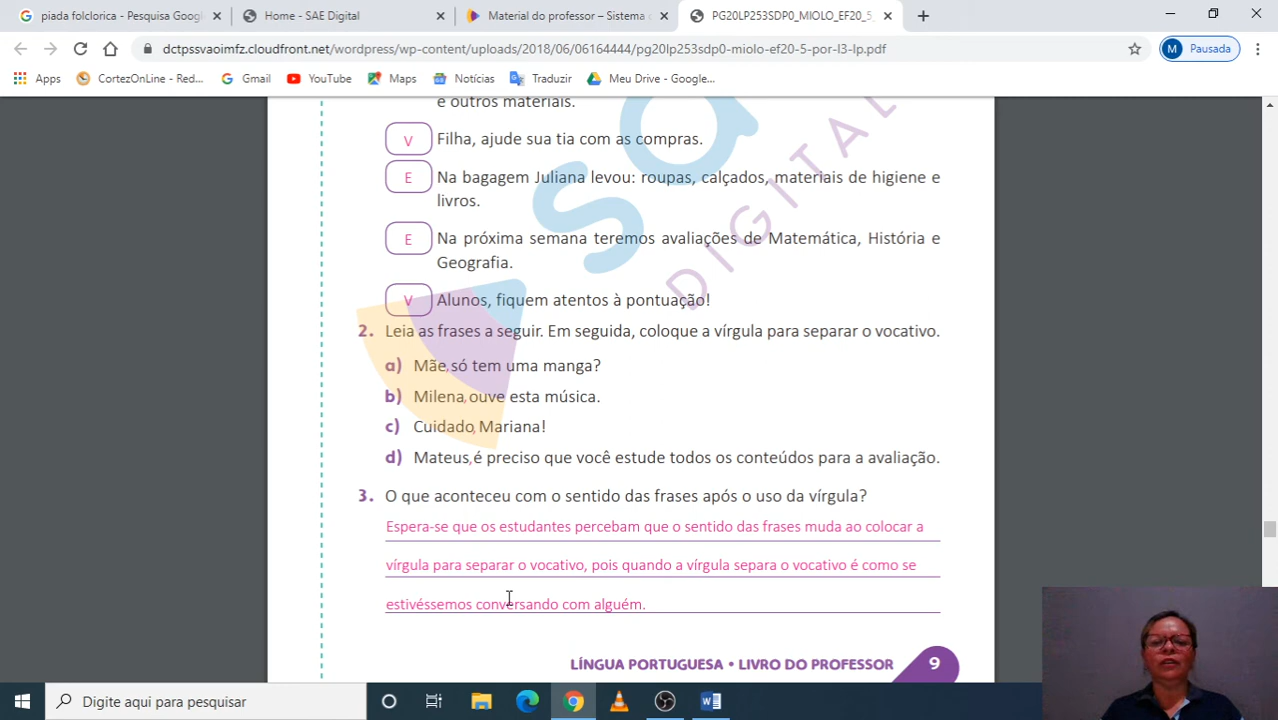 piada folclorica - Pesquisa Goog
Home - SAE Digital
Material do professor – Sistema
PG20LP253SDP0_MIOLO_EF20_5_
dctpssvaoimfz.cloudfront.net/wordpress/wp-content/uploads/2018/06/06164444/pg20lp253sdp0-miolo-ef20-5-por-l3-lp.pdf
M Pausada
Apps CortezOnLine - Red... Gmail YouTube Maps Notícias Traduzir Meu Drive - Google...
e outros materiais.
V Filha, ajude sua tia com as compras.
E Na bagagem Juliana levou: roupas, calçados, materiais de higiene e
livros.
E Na próxima semana teremos avaliações de Matemática, História e
Geografia.
V Alunos, fiquem atentos à pontuação!
2. Leia as frases a seguir. Em seguida, coloque a vírgula para separar o vocativo.
a) Mãe,só tem uma manga?
b) Milena,ouve esta música.
c) Cuidado,Mariana!
d) Mateus,é preciso que você estude todos os conteúdos para a avaliação.
3. O que aconteceu com o sentido das frases após o uso da vírgula?
Espera-se que os estudantes percebam que o sentido das frases muda ao colocar a
vírgula para separar o vocativo, pois quando a vírgula separa o vocativo é como se
estivéssemos conversando com alguém.
LÍNGUA PORTUGUESA • LIVRO DO PROFESSOR 9
sa
DIGITAL
Digite aqui para pesquisar